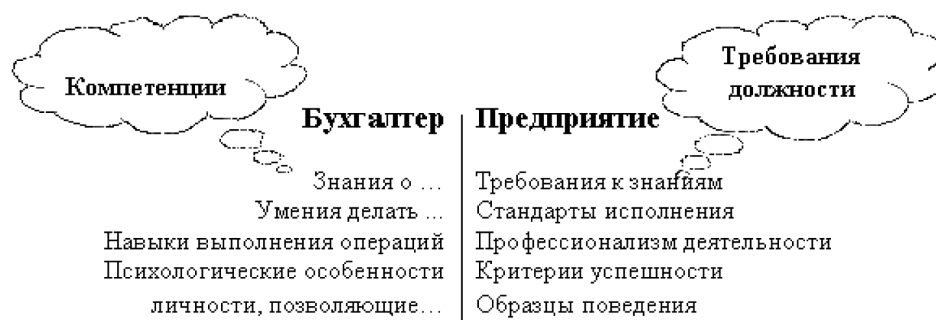 Компетенции
Требования
должности
Бухгалтер
Предприятие
Знания о ...
Требования к знаниям
Умения делать ...
Стандарты исполнения
Навыки выполнения операций
Профессионализм деятельности
Психологические особенности
Критерии успешности
личности, позволяющие...
Образцы поведения